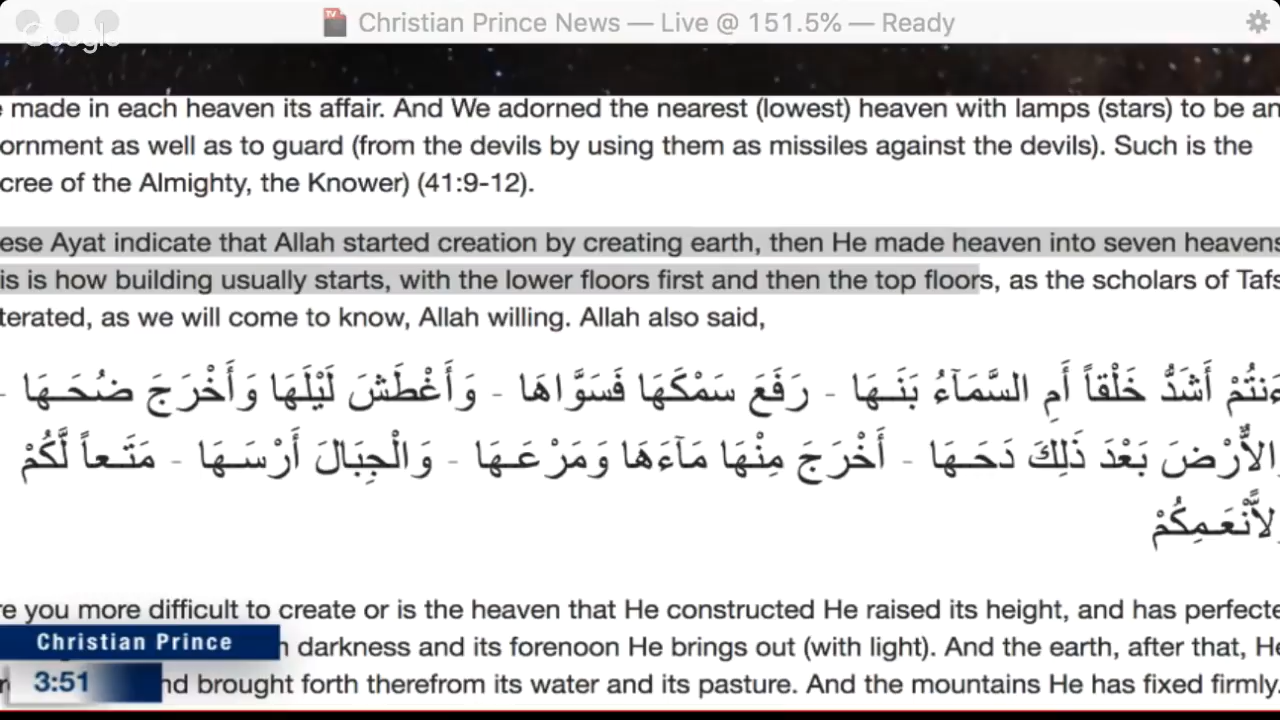 Christian Prince News — Live @ 151.5% — Ready
Google
made in each heaven its affair. And We adorned the nearest (lowest) heaven with lamps (stars) to be an
ornment as well as to guard (from the devils by using them as missiles against the devils). Such is the
cree of the Almighty, the Knower) (41:9-12).
ese Ayat indicate that Allah started creation by creating earth, then He made heaven into seven heavens
is is how building usually starts, with the lower floors first and then the top floors, as the scholars of Tafs
terated, as we will come to know, Allah willing. Allah also said,
ءَنتُمْ أَشَدُّ خَلْقاً أَمِ السَّمَآءُ بَنَـهَا - رَفَعَ سَمْكَهَا فَسَوَّاهَا - وَأَغْطَشَ لَيْلَهَا وَأَخْرَجَ ضُحَـهَا -
الاٌّرْضَ بَعْدَ ذَلِكَ دَحَـهَا - أَخْرَجَ مِنْهَا مَآءَهَا وَمَرْعَـهَا - وَالْجِبَالَ أَرْسَـهَا - مَتَـعاً لَّكُمْ
لاًّنْعَـمِكُمْ
re you more difficult to create or is the heaven that He constructed He raised its height, and has perfecte
Christian Prince
darkness and its forenoon He brings out (with light). And the earth, after that, He
3:51
nd brought forth therefrom its water and its pasture. And the mountains He has fixed firmly.